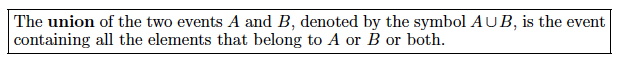 The union of the two events A and B, denoted by the symbol A∪B, is the event
containing all the elements that belong to A or B or both.